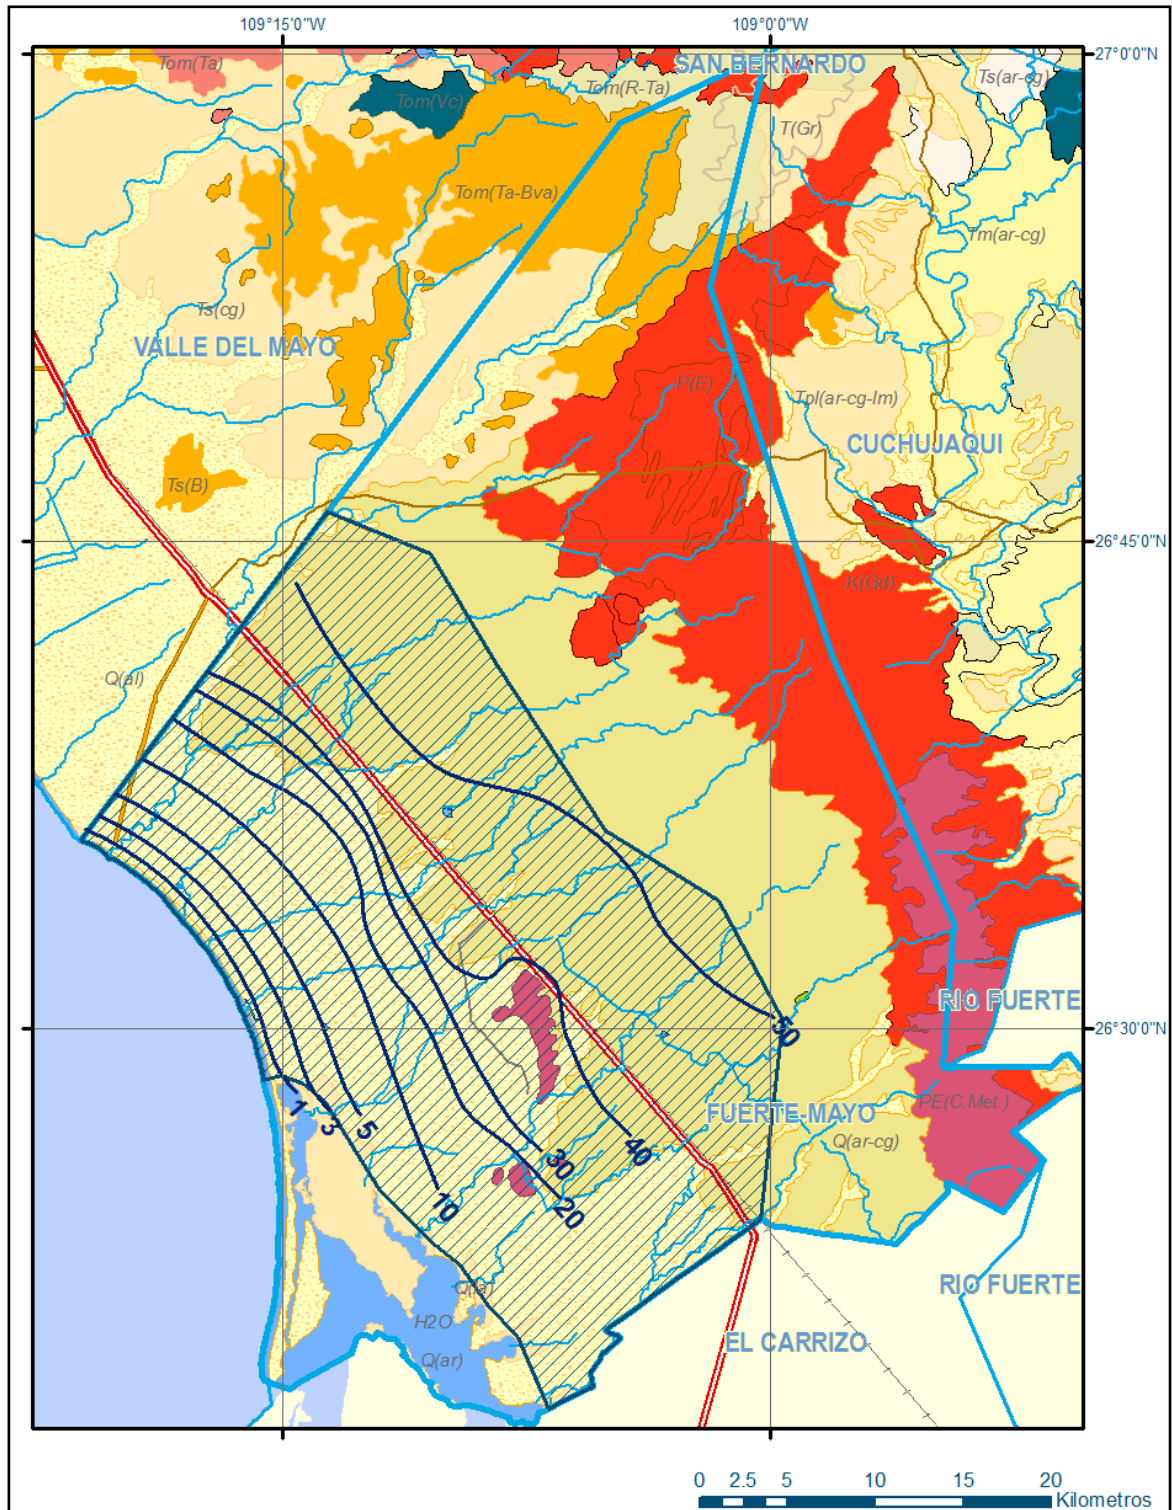 109°15'0"W
109°0'0"W
27°0'0"N
Tom(Ta)
SAN BERNARDO
Ts(ar-cg)
Tom(Vc)
Tom(R-Ta)
T(Gr)
Tom(Ta-Bva)
Tm(ar-cg)
Ts(cg)
VALLE DEL MAYO
P(E)
Tpl(ar-cg-lm)
CUCHUJAQUI
Ts(B)
26°45'0"N
K(Gd)
Q(al)
RIO FUERTE
50
26°30'0"N
1
3
5
FUERTE-MAYO
PE(C.Met.)
40
Q(ar-cg)
30
10
20
Q(la)
RIO FUERTE
H2O
EL CARRIZO
Q(ar)
0 2.5 5 10 15 20
Kilometros